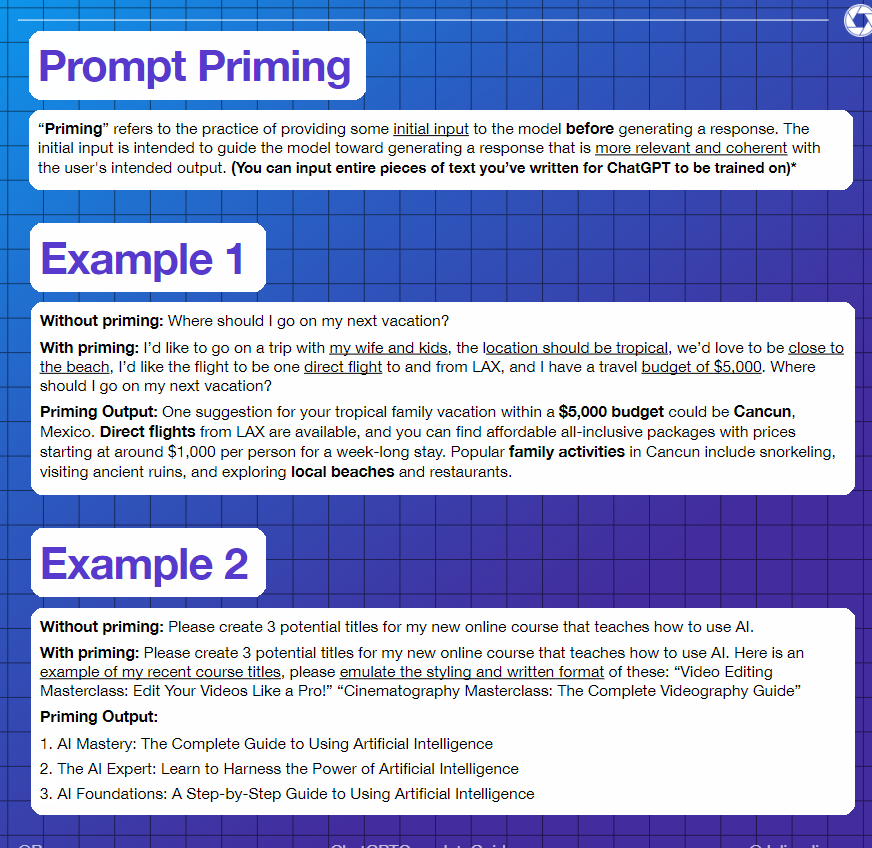 Prompt Priming
“Priming” refers to the practice of providing some initial input to the model before generating a response. The
initial input is intended to guide the model toward generating a response that is more relevant and coherent with
the user's intended output. (You can input entire pieces of text you’ve written for ChatGPT to be trained on)*
Example 1
Without priming: Where should I go on my next vacation?
With priming: I’d like to go on a trip with my wife and kids, the location should be tropical, we’d love to be close to
the beach, I’d like the flight to be one direct flight to and from LAX, and I have a travel budget of $5,000. Where
should I go on my next vacation?
Priming Output: One suggestion for your tropical family vacation within a $5,000 budget could be Cancun,
Mexico. Direct flights from LAX are available, and you can find affordable all-inclusive packages with prices
starting at around $1,000 per person for a week-long stay. Popular family activities in Cancun include snorkeling,
visiting ancient ruins, and exploring local beaches and restaurants.
Example 2
Without priming: Please create 3 potential titles for my new online course that teaches how to use AI.
With priming: Please create 3 potential titles for my new online course that teaches how to use AI. Here is an
example of my recent course titles, please emulate the styling and written format of these: “Video Editing
Masterclass: Edit Your Videos Like a Pro!” “Cinematography Masterclass: The Complete Videography Guide”
Priming Output:
1. AI Mastery: The Complete Guide to Using Artificial Intelligence
2. The AI Expert: Learn to Harness the Power of Artificial Intelligence
3. AI Foundations: A Step-by-Step Guide to Using Artificial Intelligence